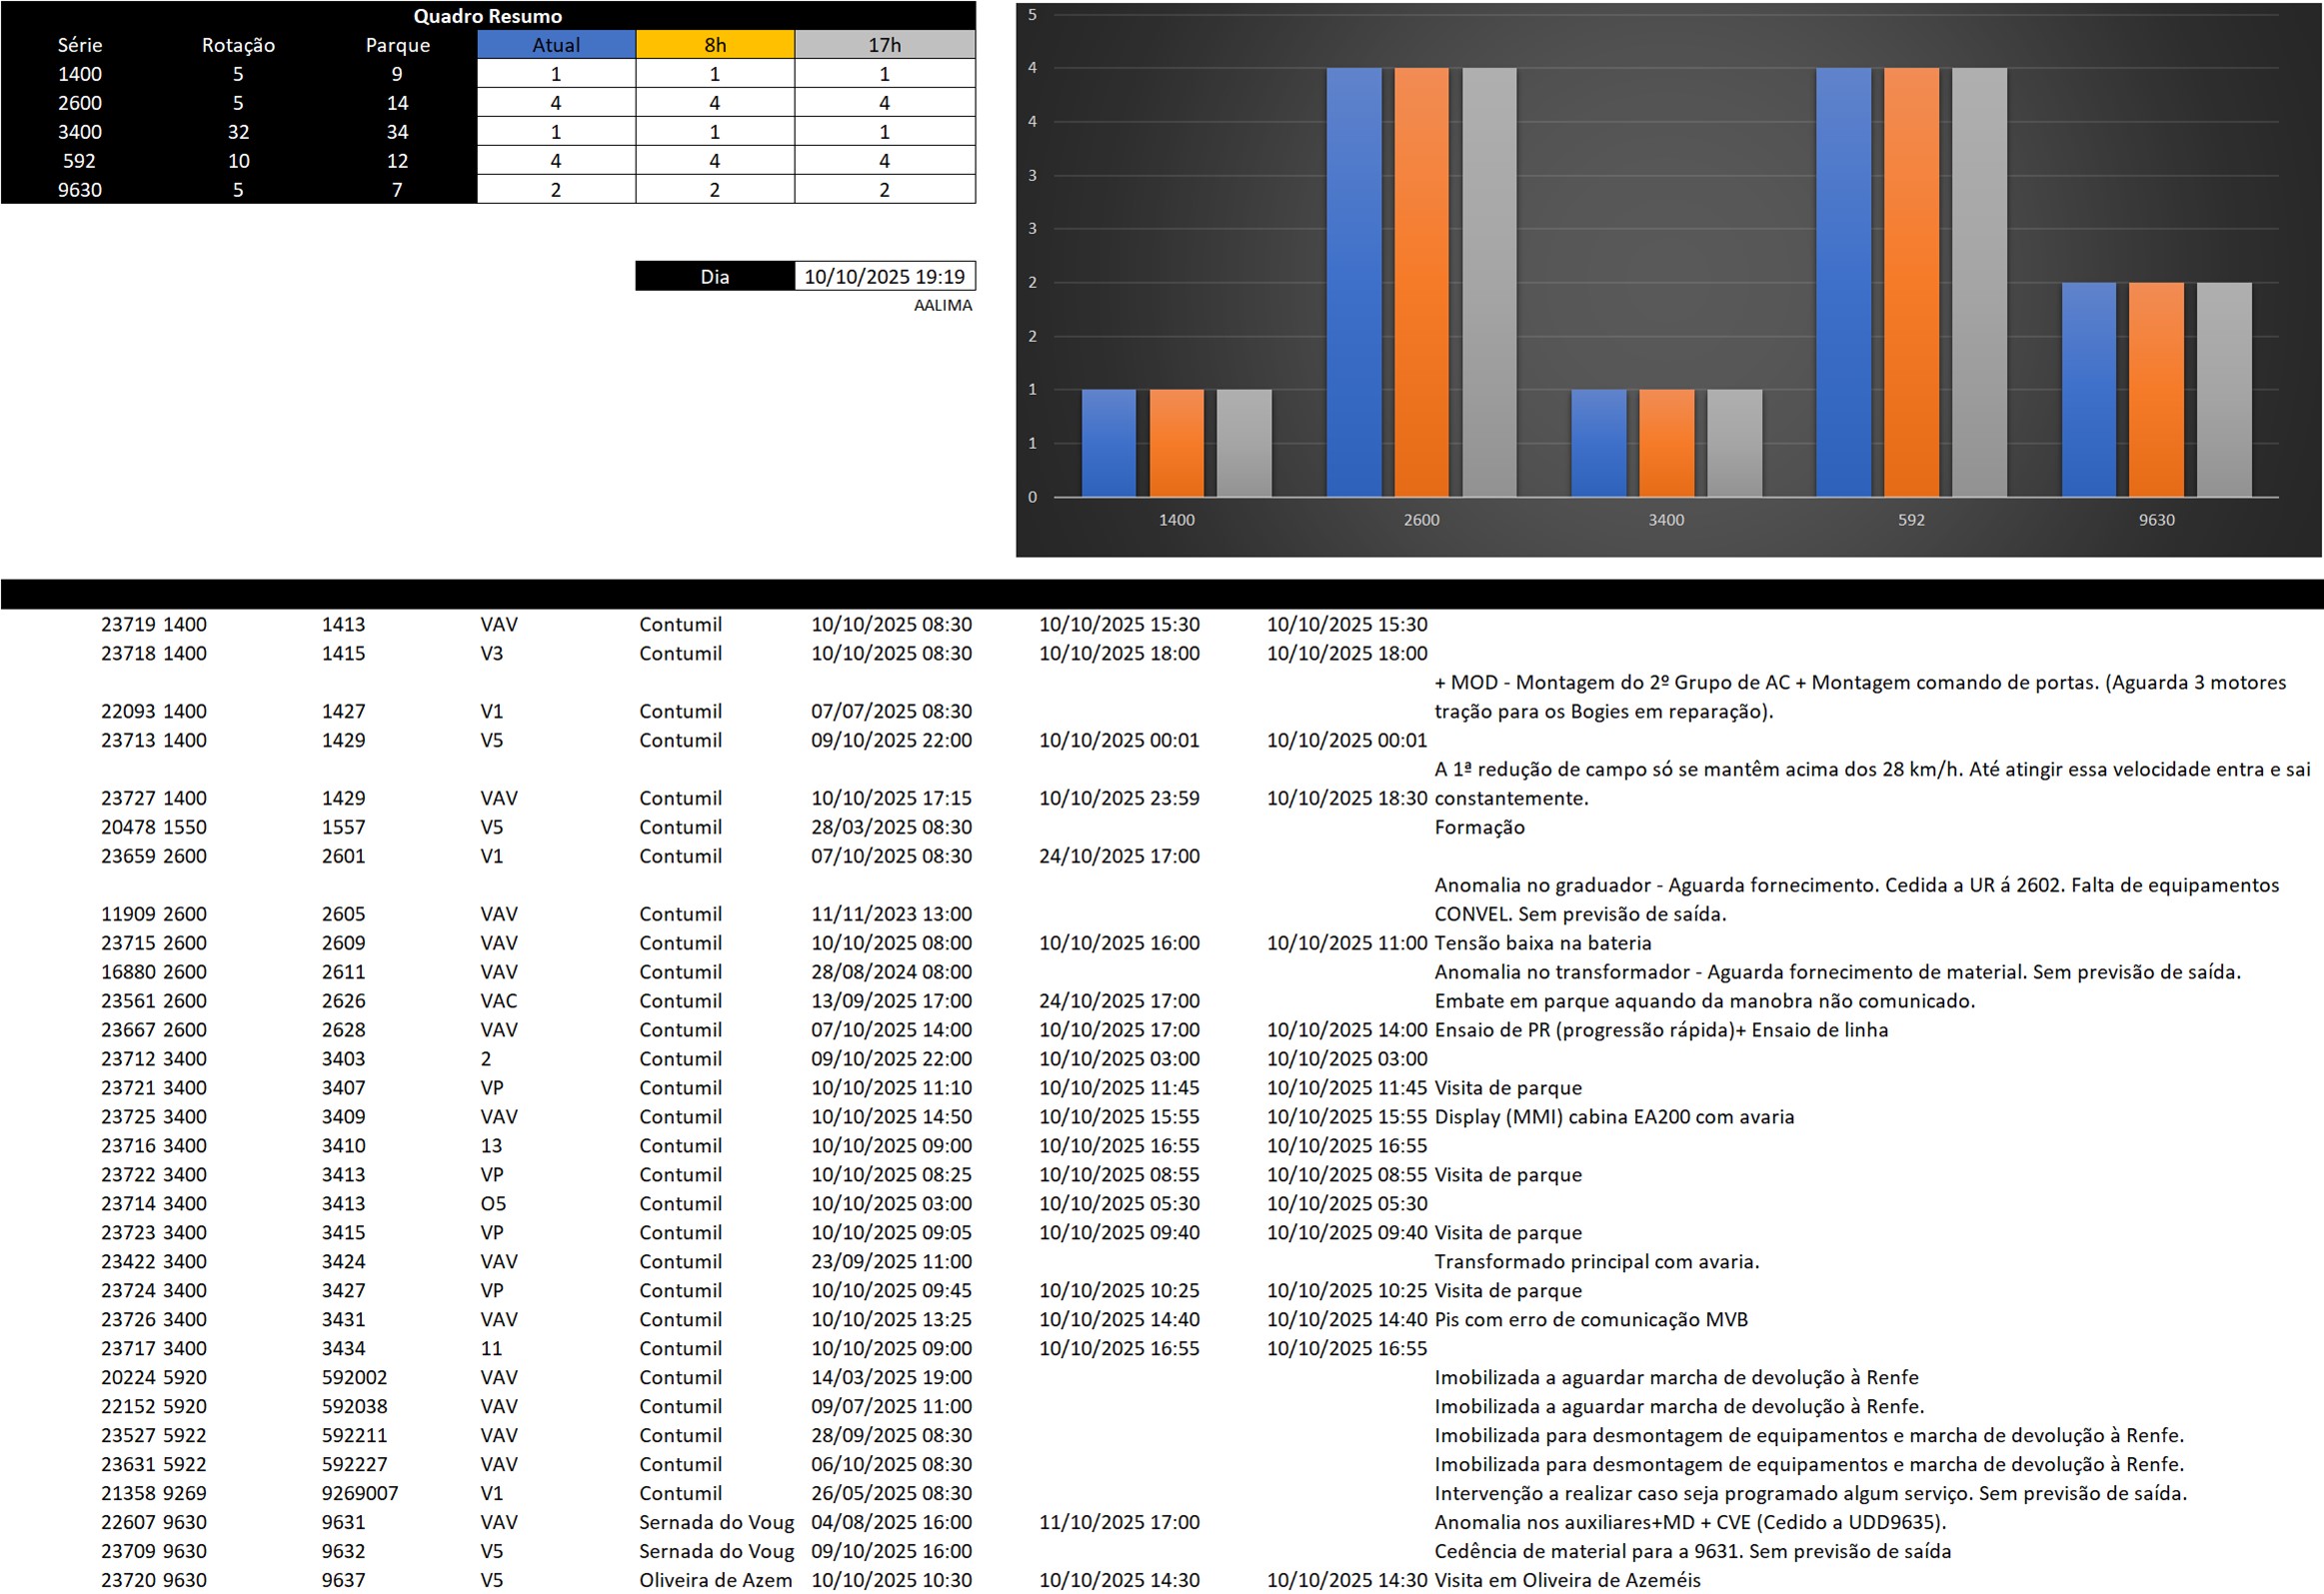 Quadro Resumo
Série Rotação Parque Atual 8h 17h
1400 5 9 1 1 1
2600 5 14 4 4 4
3400 32 34 1 1 1
592 10 12 4 4 4
9630 5 7 2 2 2
Dia 10/10/2025 19:19
AALIMA
5
4
4
3
3
2
2
1
1
0
1400 2600 3400 592 9630
23719 1400 1413 VAV Contumil 10/10/2025 08:30 10/10/2025 15:30 10/10/2025 15:30
23718 1400 1415 V3 Contumil 10/10/2025 08:30 10/10/2025 18:00 10/10/2025 18:00
+ MOD - Montagem do 2º Grupo de AC + Montagem comando de portas. (Aguarda 3 motores
22093 1400 1427 V1 Contumil 07/07/2025 08:30 tração para os Bogies em reparação).
23713 1400 1429 V5 Contumil 09/10/2025 22:00 10/10/2025 00:01 10/10/2025 00:01
A 1ª redução de campo só se mantêm acima dos 28 km/h. Até atingir essa velocidade entra e sai
23727 1400 1429 VAV Contumil 10/10/2025 17:15 10/10/2025 23:59 10/10/2025 18:30 constantemente.
20478 1550 1557 V5 Contumil 28/03/2025 08:30 Formação
23659 2600 2601 V1 Contumil 07/10/2025 08:30 24/10/2025 17:00
Anomalia no graduador - Aguarda fornecimento. Cedida a UR á 2602. Falta de equipamentos
11909 2600 2605 VAV Contumil 11/11/2023 13:00 CONVEL. Sem previsão de saída.
23715 2600 2609 VAV Contumil 10/10/2025 08:00 10/10/2025 16:00 10/10/2025 11:00 Tensão baixa na bateria
16880 2600 2611 VAV Contumil 28/08/2024 08:00 Anomalia no transformador - Aguarda fornecimento de material. Sem previsão de saída.
23561 2600 2626 VAC Contumil 13/09/2025 17:00 24/10/2025 17:00 Embate em parque aquando da manobra não comunicado.
23667 2600 2628 VAV Contumil 07/10/2025 14:00 10/10/2025 17:00 10/10/2025 14:00 Ensaio de PR (progressão rápida)+ Ensaio de linha
23712 3400 3403 2 Contumil 09/10/2025 22:00 10/10/2025 03:00 10/10/2025 03:00
23721 3400 3407 VP Contumil 10/10/2025 11:10 10/10/2025 11:45 10/10/2025 11:45 Visita de parque
23725 3400 3409 VAV Contumil 10/10/2025 14:50 10/10/2025 15:55 10/10/2025 15:55 Display (MMI) cabina EA200 com avaria
23716 3400 3410 13 Contumil 10/10/2025 09:00 10/10/2025 16:55 10/10/2025 16:55
23722 3400 3413 VP Contumil 10/10/2025 08:25 10/10/2025 08:55 10/10/2025 08:55 Visita de parque
23714 3400 3413 O5 Contumil 10/10/2025 03:00 10/10/2025 05:30 10/10/2025 05:30
23723 3400 3415 VP Contumil 10/10/2025 09:05 10/10/2025 09:40 10/10/2025 09:40 Visita de parque
23422 3400 3424 VAV Contumil 23/09/2025 11:00 Transformado principal com avaria.
23724 3400 3427 VP Contumil 10/10/2025 09:45 10/10/2025 10:25 10/10/2025 10:25 Visita de parque
23726 3400 3431 VAV Contumil 10/10/2025 13:25 10/10/2025 14:40 10/10/2025 14:40 Pis com erro de comunicação MVB
23717 3400 3434 11 Contumil 10/10/2025 09:00 10/10/2025 16:55 10/10/2025 16:55
20224 5920 592002 VAV Contumil 14/03/2025 19:00 Imobilizada a aguardar marcha de devolução à Renfe
22152 5920 592038 VAV Contumil 09/07/2025 11:00 Imobilizada a aguardar marcha de devolução à Renfe.
23527 5922 592211 VAV Contumil 28/09/2025 08:30 Imobilizada para desmontagem de equipamentos e marcha de devolução à Renfe.
23631 5922 592227 VAV Contumil 06/10/2025 08:30 Imobilizada para desmontagem de equipamentos e marcha de devolução à Renfe.
21358 9269 9269007 V1 Contumil 26/05/2025 08:30 Intervenção a realizar caso seja programado algum serviço. Sem previsão de saída.
22607 9630 9631 VAV Sernada do Voug 04/08/2025 16:00 11/10/2025 17:00 Anomalia nos auxiliares+MD + CVE (Cedido a UDD9635).
23709 9630 9632 V5 Sernada do Voug 09/10/2025 16:00 Cedência de material para a 9631. Sem previsão de saída
23720 9630 9637 V5 Oliveira de Azem 10/10/2025 10:30 10/10/2025 14:30 10/10/2025 14:30 Visita em Oliveira de Azeméis